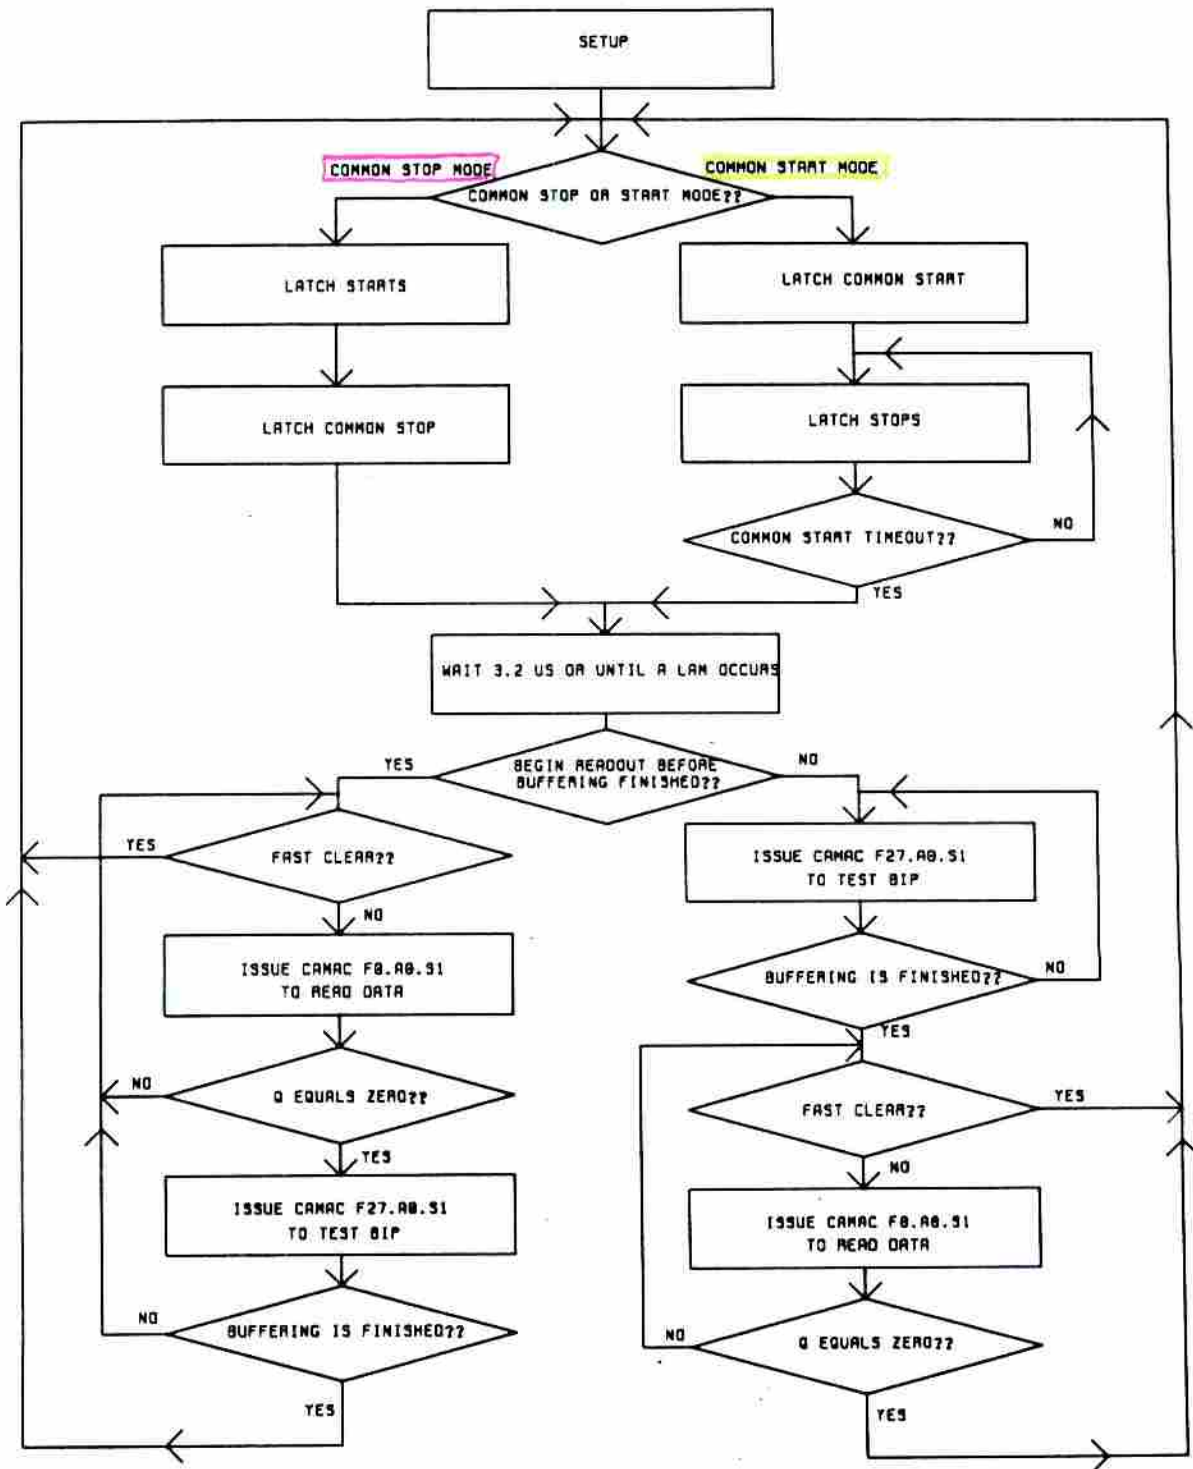 SETUP
COMMON STOP MODE
COMMON START MODE
COMMON STOP OR START MODE??
LATCH STARTS
LATCH COMMON START
LATCH COMMON STOP
LATCH STOPS
COMMON START TIMEOUT??
NO
YES
WAIT 3.2 US OR UNTIL A LAM OCCURS
YES
BEGIN READOUT BEFORE
BUFFERING FINISHED??
NO
YES
FAST CLEAR??
NO
ISSUE CAMAC F0.A0.S1
TO READ DATA
NO
Q EQUALS ZERO??
YES
ISSUE CAMAC F27.A0.S1
TO TEST BIP
NO
BUFFERING IS FINISHED??
YES
ISSUE CAMAC F27.A0.S1
TO TEST BIP
BUFFERING IS FINISHED??
NO
YES
FAST CLEAR??
YES
NO
ISSUE CAMAC F0.A0.S1
TO READ DATA
NO
Q EQUALS ZERO??
YES